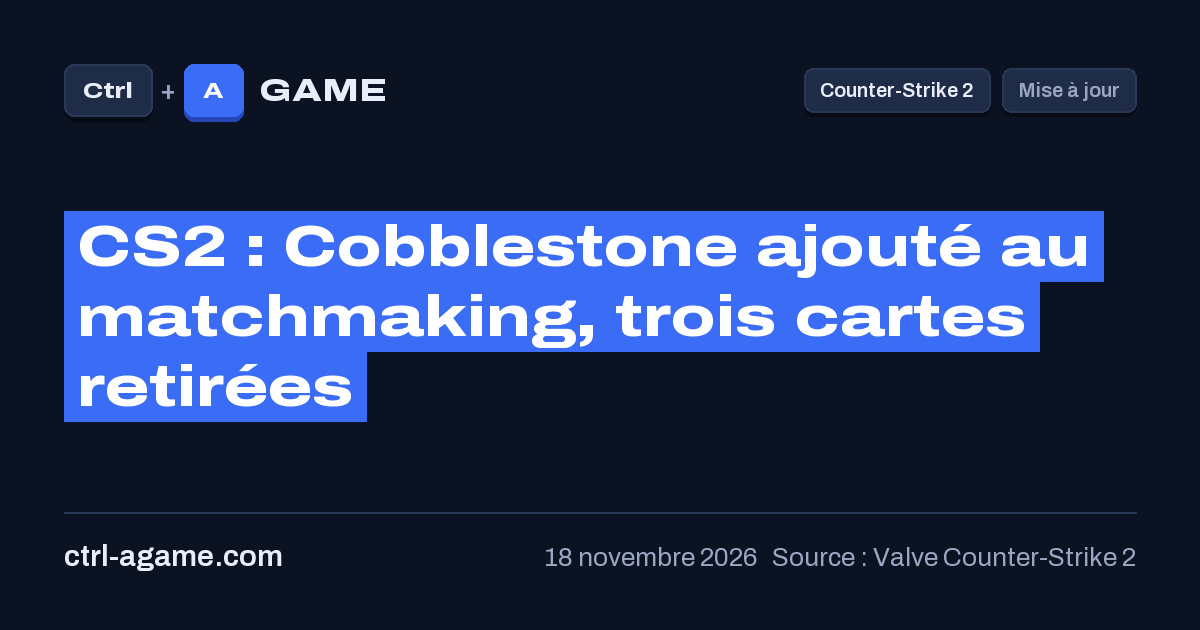 Ctrl + A GAME
Counter-Strike 2
Mise à jour
CS2 : Cobblestone ajouté au
matchmaking, trois cartes
retirées
ctrl-agame.com
18 novembre 2026 Source : Valve Counter-Strike 2